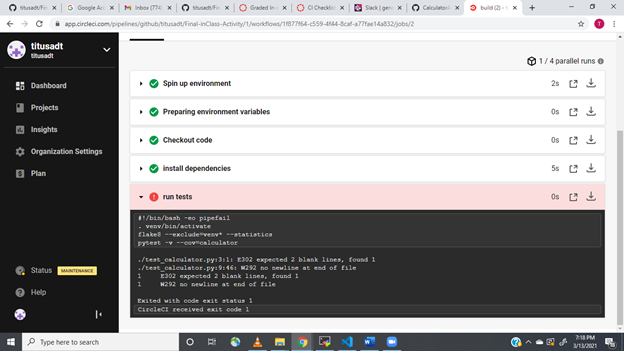 titusadt/Fin
Google Acc
Inbox (774
titusadt/Fin
Graded In
CI Checklist
Slack | gen
Calculator
build (2) -
app.circleci.com/pipelines/github/titusadt/Final-inClass-Activity/1/workflows/1f877f64-c559-4f44-8caf-a77fae14a832/jobs/2
titusadt
titusadt
Dashboard
Projects
Insights
Organization Settings
Plan
Status MAINTENANCE
Help
1 / 4 parallel runs
Spin up environment 2s
Preparing environment variables 0s
Checkout code 0s
install dependencies 5s
run tests 0s
#!/bin/bash -eo pipefail
. venv/bin/activate
flake8 --exclude=venv* --statistics
pytest -v --cov=calculator
./test_calculator.py:3:1: E302 expected 2 blank lines, found 1
./test_calculator.py:9:46: W292 no newline at end of file
1 E302 expected 2 blank lines, found 1
1 W292 no newline at end of file
Exited with code exit status 1
CircleCI received exit code 1
Type here to search
7:18 PM
3/13/2021